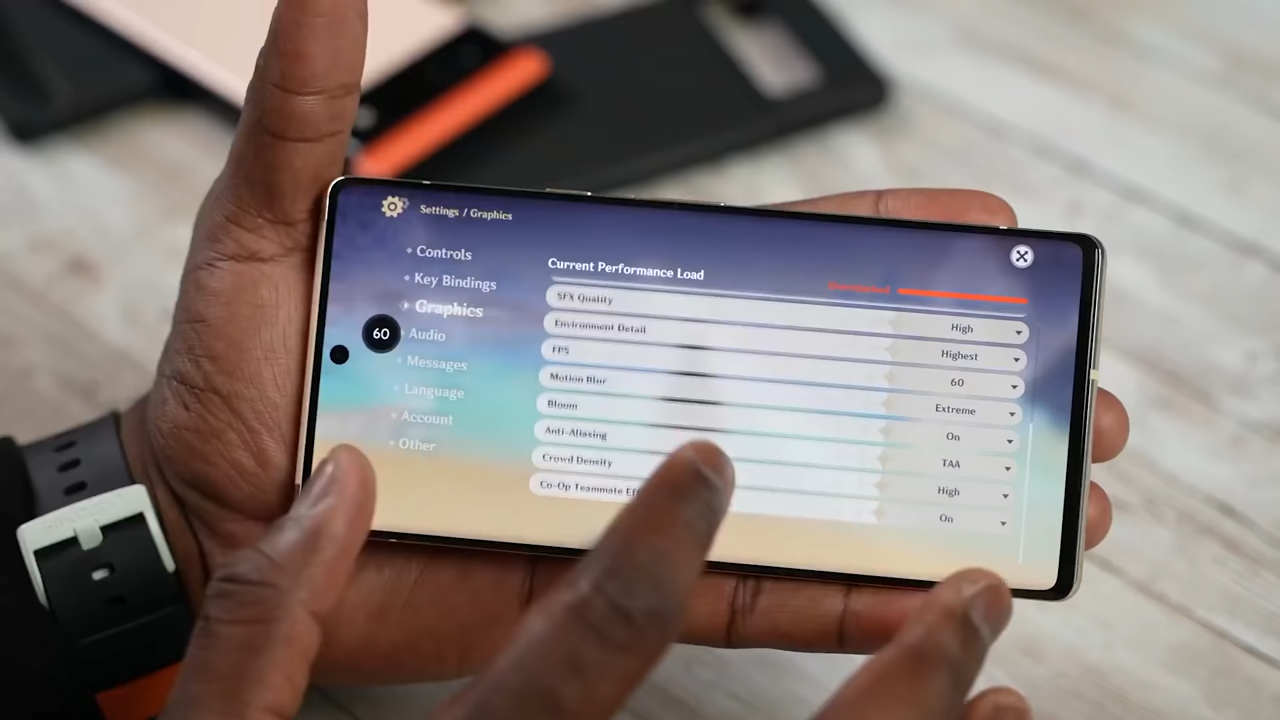 Settings / Graphics
Controls
Key Bindings
Graphics
60
Audio
Messages
Language
Account
Other
Current Performance Load
SFX Quality High
Environment Detail Highest
FPS 60
Motion Blur Extreme
Bloom On
Anti-Aliasing TAA
Crowd Density High
Co-Op Teammate On